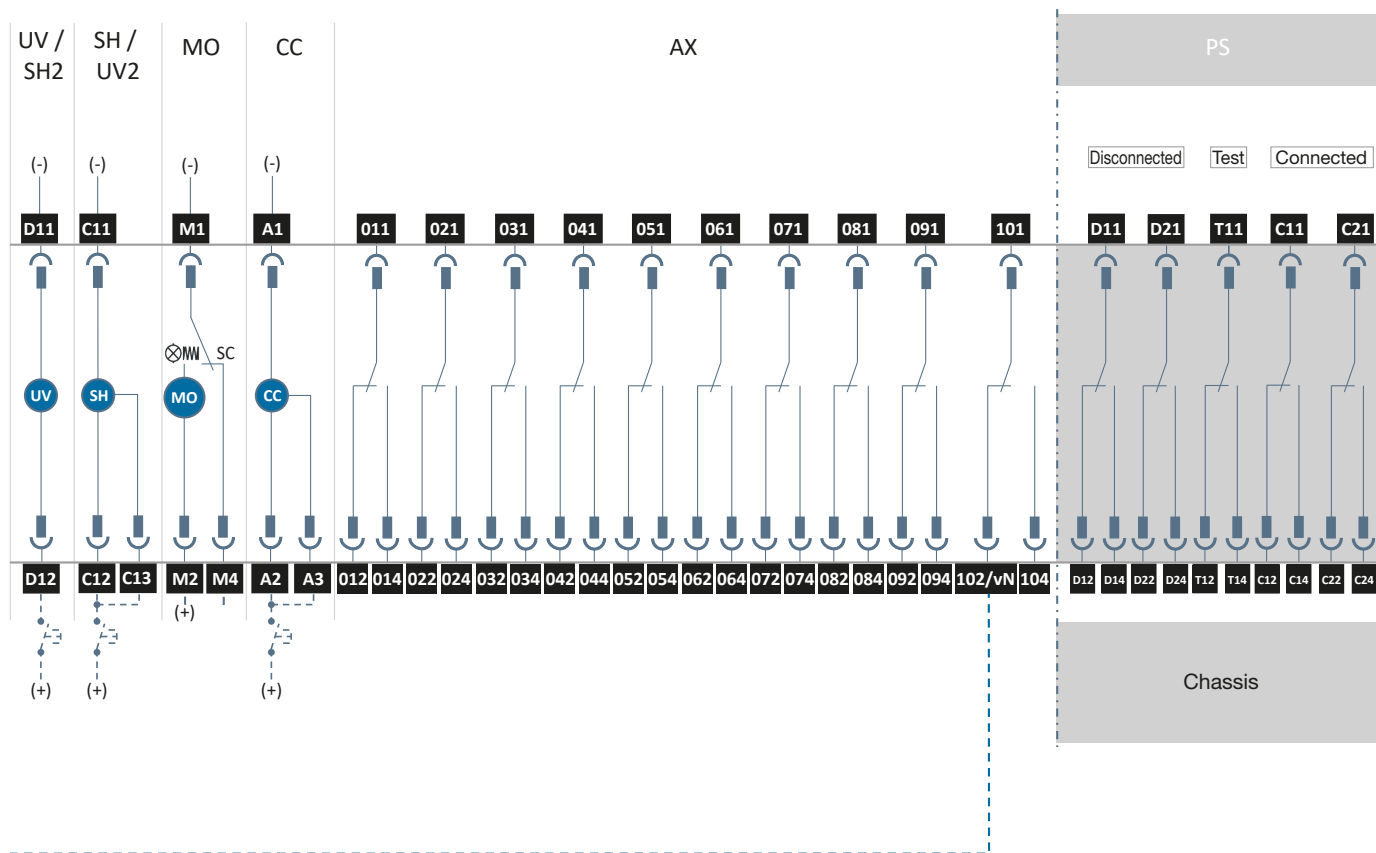 UV / SH2
SH / UV2
MO
CC
AX
PS
(-) (-) (-) (-)
Disconnected Test Connected
D11 C11 M1 A1 011 021 031 041 051 061 071 081 091 101 D11 D21 T11 C11 C21
SC
UV SH MO CC
D12 C12 C13 M2 M4 A2 A3 012 014 022 024 032 034 042 044 052 054 062 064 072 074 082 084 092 094 102/vN 104 D12 D14 D22 D24 T12 T14 C12 C14 C22 C24
(+)
(+) (+) (+)
Chassis